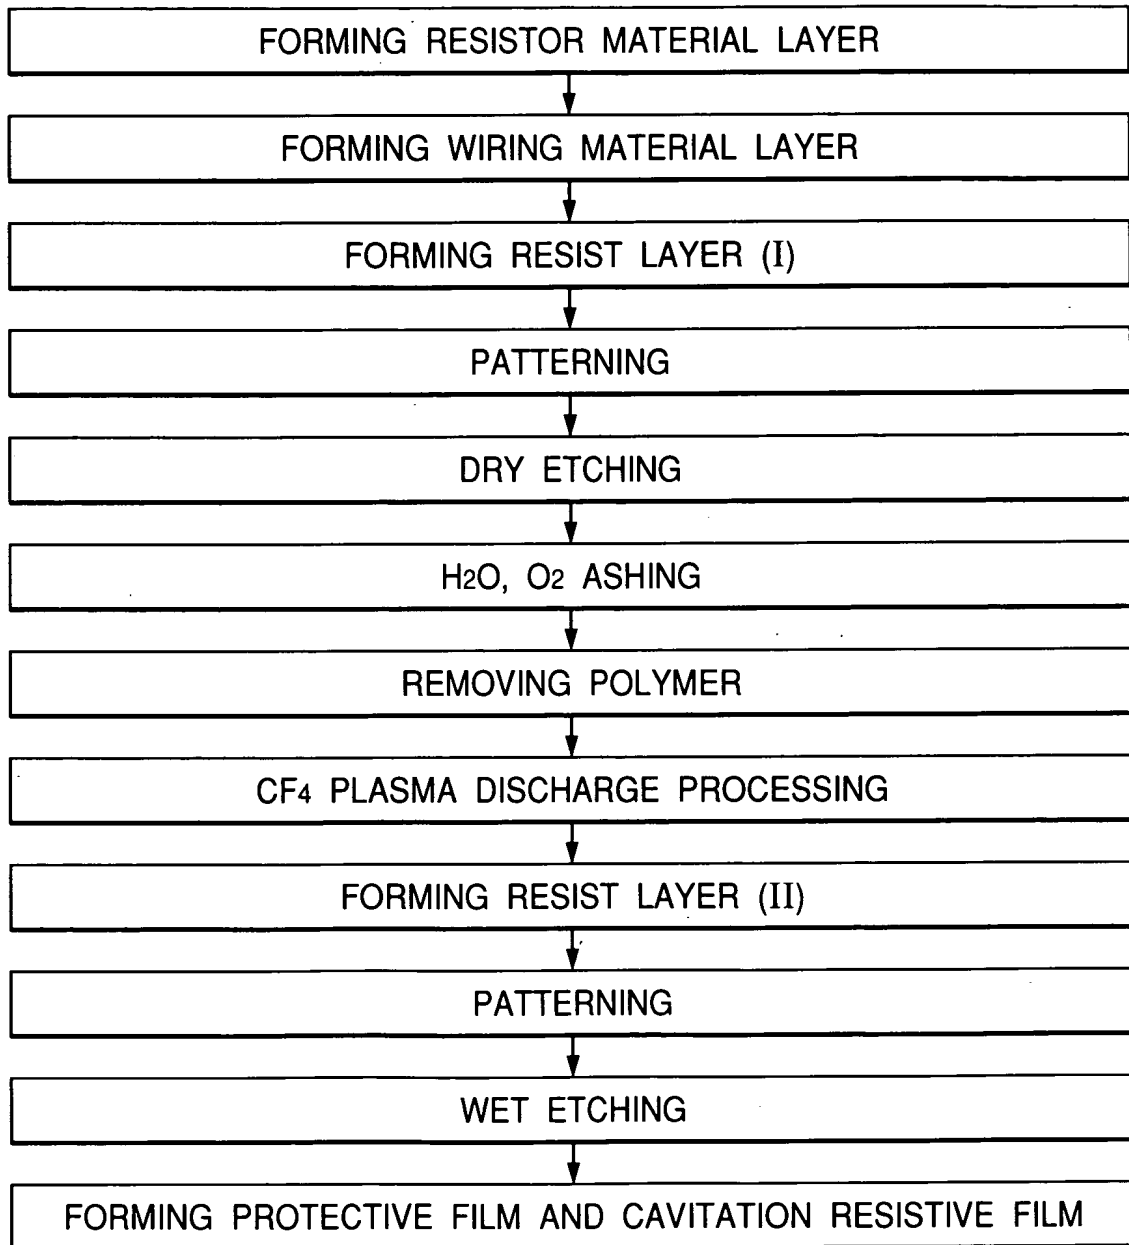 FORMING RESISTOR MATERIAL LAYER
FORMING WIRING MATERIAL LAYER
FORMING RESIST LAYER (I)
PATTERNING
DRY ETCHING
H2O, O2 ASHING
REMOVING POLYMER
CF4 PLASMA DISCHARGE PROCESSING
FORMING RESIST LAYER (II)
PATTERNING
WET ETCHING
FORMING PROTECTIVE FILM AND CAVITATION RESISTIVE FILM